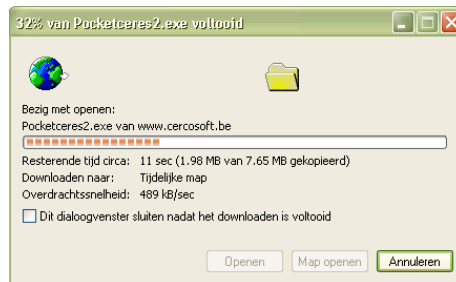 32% van Pocketceres2.exe voltooid
Bezig met openen:
Pocketceres2.exe van www.cercosoft.be
Resterende tijd circa: 11 sec (1.98 MB van 7.65 MB gekopieerd)
Downloaden naar: Tijdelijke map
Overdrachtssnelheid: 489 kB/sec
Dit dialoogvenster sluiten nadat het downloaden is voltooid
Openen Map openen Annuleren